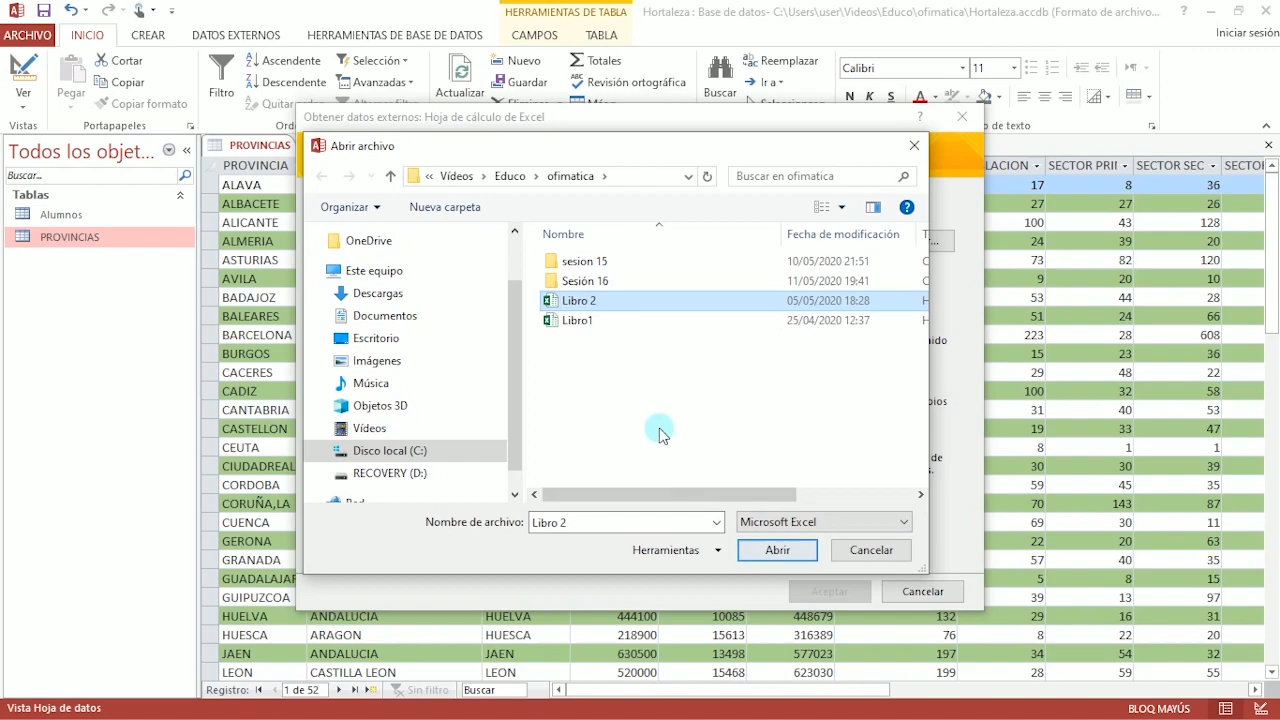 HERRAMIENTAS DE TABLA
Hortaleza : Base de datos- C:\Users\user\Videos\Educo\ofimatica\Hortaleza.accdb (Formato de archivo...
ARCHIVO INICIO CREAR DATOS EXTERNOS HERRAMIENTAS DE BASE DE DATOS CAMPOS TABLA Iniciar sesión
Ver
Vistas
Pegar
Cortar
Copiar
Copiar formato
Portapapeles
Filtro
Ascendente
Descendente
Quitar
Selección
Avanzadas
Actualizar
Nuevo
Guardar
Totales
Revisión ortográfica
Buscar
Reemplazar
Ir a
Calibri 11
N K S
Todos los objet...
Buscar...
Tablas
Alumnos
PROVINCIAS
PROVINCIAS
Obtener datos externos: Hoja de cálculo de Excel
Abrir archivo
« Vídeos › Educo › ofimatica ›
Buscar en ofimatica
Organizar Nueva carpeta
OneDrive
Este equipo
Descargas
Documentos
Escritorio
Imágenes
Música
Objetos 3D
Vídeos
Disco local (C:)
RECOVERY (D:)
Nombre Fecha de modificación T
sesion 15 10/05/2020 21:51 C
Sesión 16 11/05/2020 19:41 C
Libro 2 05/05/2020 18:28 H
Libro1 25/04/2020 12:37 H
Nombre de archivo: Libro 2 Microsoft Excel
Herramientas Abrir Cancelar
Aceptar Cancelar
PROVINCIA LACION SECTOR PRII SECTOR SEC SECTOR
ALAVA 17 8 36
ALBACETE 27 27 26
ALICANTE 100 43 128
ALMERIA 24 39 20
ASTURIAS 73 82 120
AVILA 9 20 10
BADAJOZ 53 44 28
BALEARES 51 24 66
BARCELONA 223 28 608
BURGOS 15 23 36
CACERES 29 48 22
CADIZ 100 32 58
CANTABRIA 31 40 53
CASTELLON 19 33 47
CEUTA 8 1 1
CIUDADREAL 30 30 39
CORDOBA 59 45 35
CORUÑA,LA 70 143 87
CUENCA 69 30 11
GERONA 22 20 63
GRANADA 57 40 35
GUADALAJAR 5 8 15
GUIPUZCOA 39 13 97
HUELVA ANDALUCIA HUELVA 444100 10085 448679 132 29 16 31
HUESCA ARAGON HUESCA 218900 15613 316389 76 8 22 20
JAEN ANDALUCIA JAEN 630500 13498 577023 197 34 54 32
LEON CASTILLA LEON LEON 520000 15468 623030 199 28 59 55
Registro: 1 de 52 Sin filtro Buscar
Vista Hoja de datos BLOQ MAYÚS